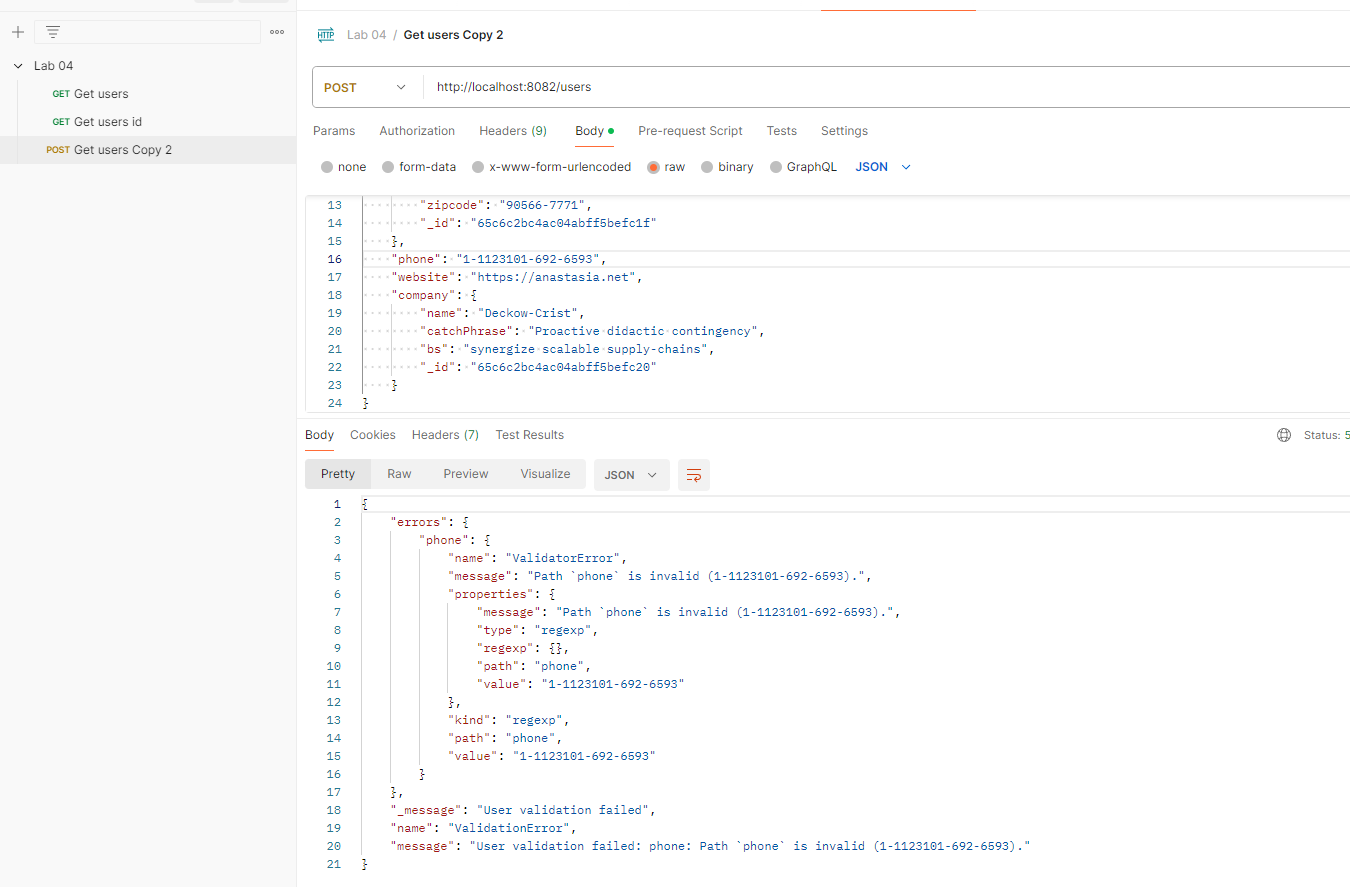 Lab 04
GET Get users
GET Get users id
POST Get users Copy 2
HTTP Lab 04 / Get users Copy 2
POST http://localhost:8082/users
Params Authorization Headers (9) Body Pre-request Script Tests Settings
none form-data x-www-form-urlencoded raw binary GraphQL JSON
13 "zipcode": "90566-7771",
14 "_id": "65c6c2bc4ac04abff5befc1f"
15 },
16 "phone": "1-1123101-692-6593",
17 "website": "https://anastasia.net",
18 "company": {
19 "name": "Deckow-Crist",
20 "catchPhrase": "Proactive didactic contingency",
21 "bs": "synergize scalable supply-chains",
22 "_id": "65c6c2bc4ac04abff5befc20"
23 }
24 }
Body Cookies Headers (7) Test Results Status: 5
Pretty Raw Preview Visualize JSON
1 {
2 "errors": {
3 "phone": {
4 "name": "ValidatorError",
5 "message": "Path `phone` is invalid (1-1123101-692-6593).",
6 "properties": {
7 "message": "Path `phone` is invalid (1-1123101-692-6593).",
8 "type": "regexp",
9 "regexp": {},
10 "path": "phone",
11 "value": "1-1123101-692-6593"
12 },
13 "kind": "regexp",
14 "path": "phone",
15 "value": "1-1123101-692-6593"
16 }
17 },
18 "_message": "User validation failed",
19 "name": "ValidationError",
20 "message": "User validation failed: phone: Path `phone` is invalid (1-1123101-692-6593)."
21 }